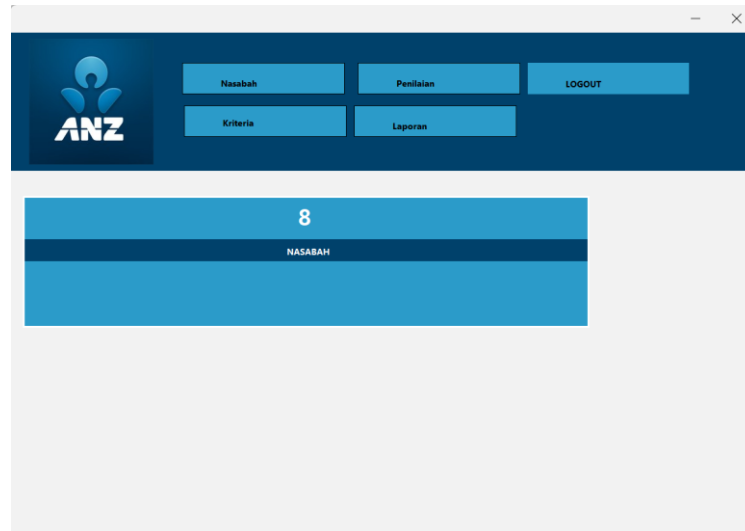 Nasabah
Penilaian
LOGOUT
Kriteria
Laporan
ANZ
8
NASABAH